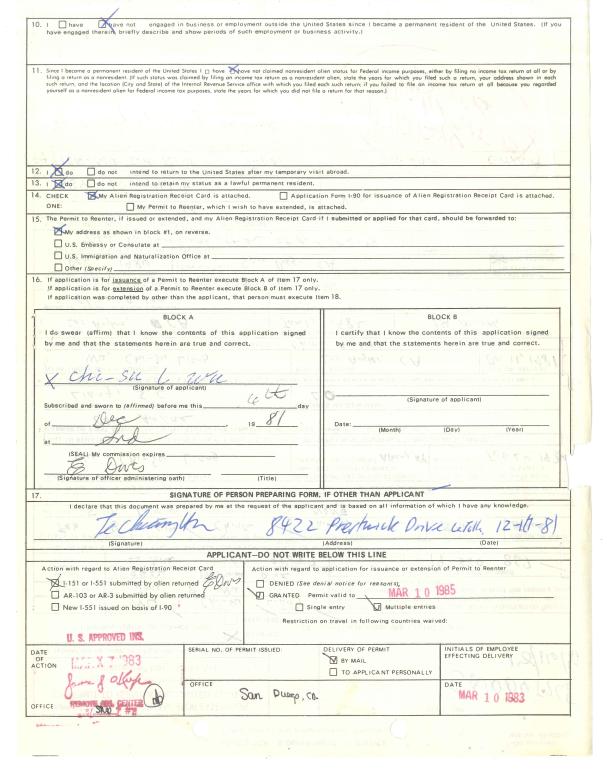 10. I ☐ have ☒ have not engaged in business or employment outside the United States since I became a permanent resident of the United States. (If you
have engaged therein, briefly describe and show periods of such employment or business activity.)
11. Since I became a permanent resident of the United States I ☐ have ☒ have not claimed nonresident alien status for Federal income purposes, either by filing no income tax return at all or by
filing a return as a nonresident. (If such status was claimed by filing an income tax return as a nonresident alien, state the years for which you filed such a return, your address shown in each
such return, and the location (City and State) of the Internal Revenue Service office with which you filed each such return; if you failed to file an income tax return at all because you regarded
yourself as a nonresident alien for Federal income tax purposes, state the years for which you did not file a return for that reason.)
12. I ☒ do ☐ do not intend to return to the United States after my temporary visit abroad.
13. I ☒ do ☐ do not intend to retain my status as a lawful permanent resident.
14. CHECK ☒ My Alien Registration Receipt Card is attached. ☐ Application Form I-90 for issuance of Alien Registration Receipt Card is attached.
ONE: ☐ My Permit to Reenter, which I wish to have extended, is attached.
15. The Permit to Reenter, if issued or extended, and my Alien Registration Receipt Card if I submitted or applied for that card, should be forwarded to:
☒ My address as shown in block #1, on reverse.
☐ U.S. Embassy or Consulate at
☐ U.S. Immigration and Naturalization Office at
☐ Other (Specify)
16. If application is for issuance of a Permit to Reenter execute Block A of Item 17 only.
If application is for extension of a Permit to Reenter execute Block B of Item 17 only.
If application was completed by other than the applicant, that person must execute Item 18.
BLOCK A
I do swear (affirm) that I know the contents of this application signed
by me and that the statements herein are true and correct.
X Chi-Su L Wu
(Signature of applicant)
Subscribed and sworn to (affirmed) before me this day
of Dec 19 81
at
(SEAL) My commission expires
(Signature of officer administering oath) (Title)
BLOCK B
I certify that I know the contents of this application signed
by me and that the statements herein are true and correct.
(Signature of applicant)
Date:
(Month) (Day) (Year)
17. SIGNATURE OF PERSON PREPARING FORM, IF OTHER THAN APPLICANT
I declare that this document was prepared by me at the request of the applicant and is based on all information of which I have any knowledge.
8422 Prestwick Drive
(Signature) (Address) (Date)
APPLICANT—DO NOT WRITE BELOW THIS LINE
Action with regard to Alien Registration Receipt Card
☒ I-151 or I-551 submitted by alien returned
☐ AR-103 or AR-3 submitted by alien returned
☐ New I-551 issued on basis of I-90
U. S. APPROVED INS.
Action with regard to application for issuance or extension of Permit to Reenter
☐ DENIED (See denial notice for reasons)
☑ GRANTED Permit valid to MAR 10 1985
☐ Single entry ☑ Multiple entries
Restriction on travel in following countries waived:
DATE
OF
ACTION
OFFICE
SERIAL NO. OF PERMIT ISSUED
DELIVERY OF PERMIT
☑ BY MAIL
☐ TO APPLICANT PERSONALLY
INITIALS OF EMPLOYEE
EFFECTING DELIVERY
OFFICE
San Diego, Ca.
DATE
MAR 10 1983